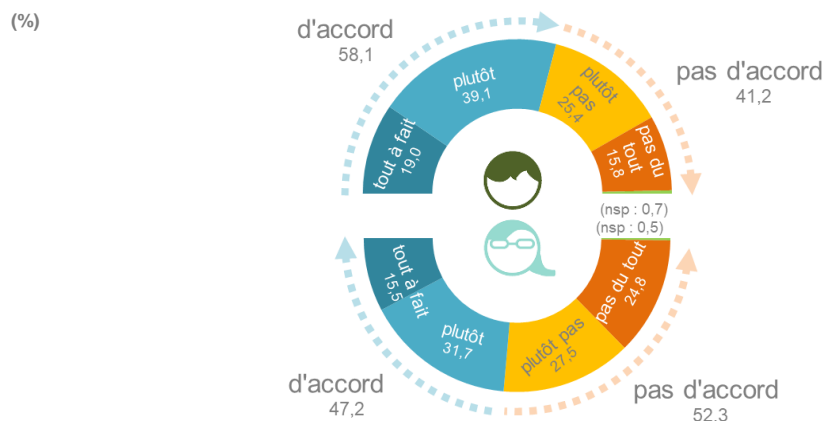 (%)
d'accord
58,1
pas d'accord
41,2
tout à fait
19,0
plutôt
39,1
plutôt
pas
25,4
pas du
tout
15,8
(nsp : 0,7)
(nsp : 0,5)
tout à fait
15,5
plutôt
31,7
plutôt pas
27,5
pas du tout
24,8
d'accord
47,2
pas d'accord
52,3